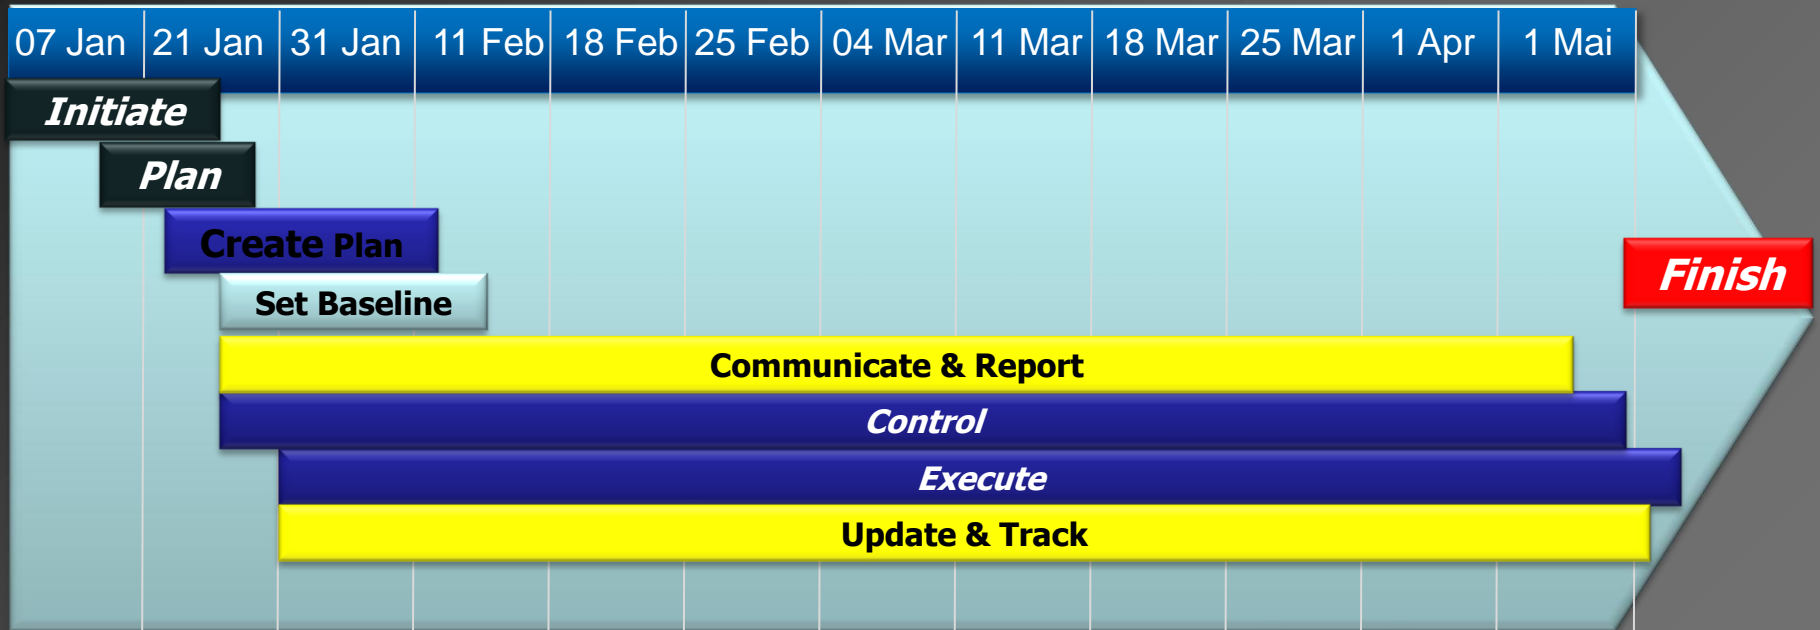 07 Jan 21 Jan 31 Jan 11 Feb 18 Feb 25 Feb 04 Mar 11 Mar 18 Mar 25 Mar 1 Apr 1 Mai
Initiate
Plan
Create Plan
Finish
Set Baseline
Communicate & Report
Control
Execute
Update & Track